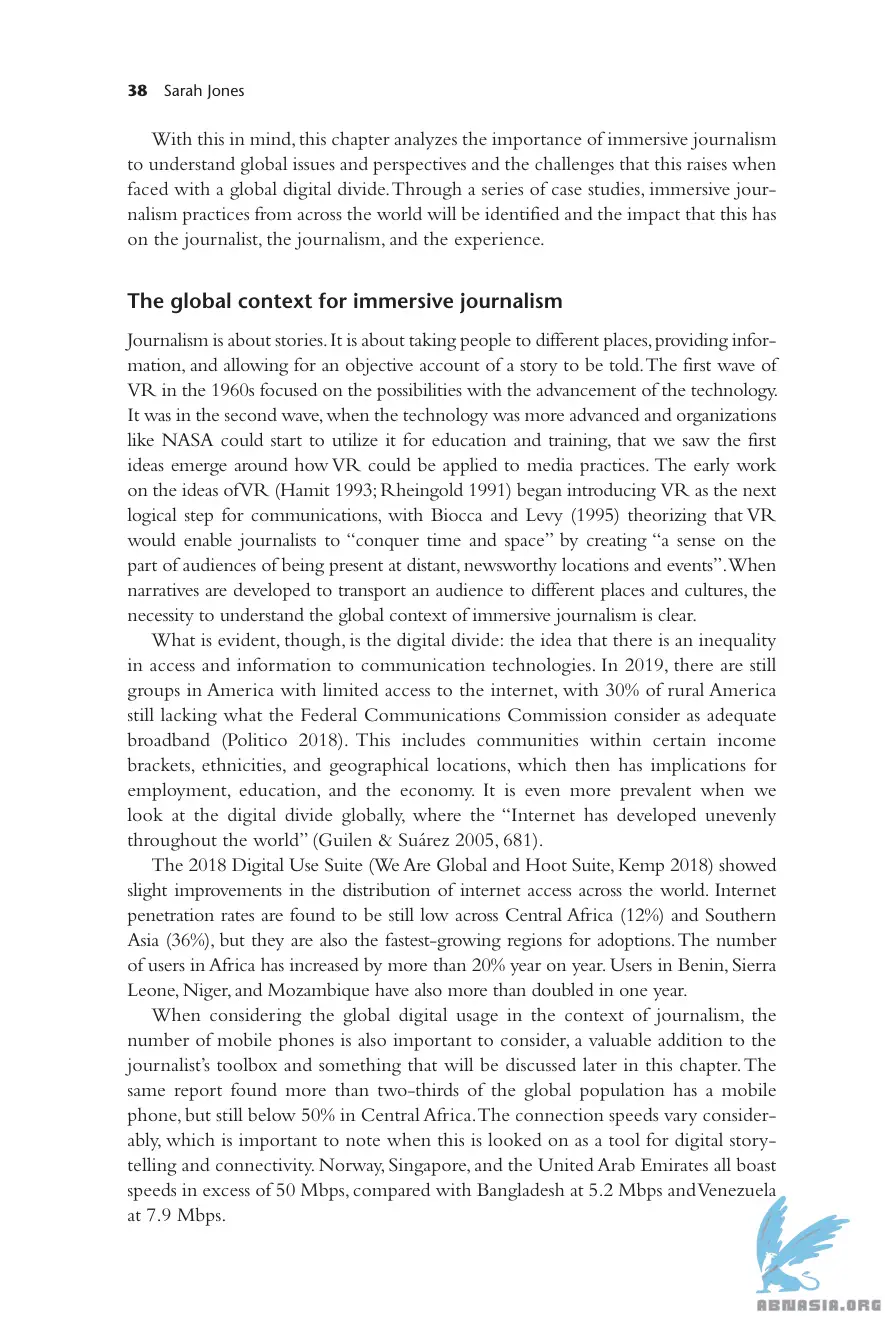 38 Sarah Jones
With this in mind, this chapter analyzes the importance of immersive journalism
to understand global issues and perspectives and the challenges that this raises when
faced with a global digital divide. Through a series of case studies, immersive jour-
nalism practices from across the world will be identified and the impact that this has
on the journalist, the journalism, and the experience.
The global context for immersive journalism
Journalism is about stories. It is about taking people to different places, providing infor-
mation, and allowing for an objective account of a story to be told. The first wave of
VR in the 1960s focused on the possibilities with the advancement of the technology.
It was in the second wave, when the technology was more advanced and organizations
like NASA could start to utilize it for education and training, that we saw the first
ideas emerge around how VR could be applied to media practices. The early work
on the ideas of VR (Hamit 1993; Rheingold 1991) began introducing VR as the next
logical step for communications, with Biocca and Levy (1995) theorizing that VR
would enable journalists to “conquer time and space” by creating “a sense on the
part of audiences of being present at distant, newsworthy locations and events”. When
narratives are developed to transport an audience to different places and cultures, the
necessity to understand the global context of immersive journalism is clear.
What is evident, though, is the digital divide: the idea that there is an inequality
in access and information to communication technologies. In 2019, there are still
groups in America with limited access to the internet, with 30% of rural America
still lacking what the Federal Communications Commission consider as adequate
broadband (Politico 2018). This includes communities within certain income
brackets, ethnicities, and geographical locations, which then has implications for
employment, education, and the economy. It is even more prevalent when we
look at the digital divide globally, where the “Internet has developed unevenly
throughout the world” (Guilen & Suárez 2005, 681).
The 2018 Digital Use Suite (We Are Global and Hoot Suite, Kemp 2018) showed
slight improvements in the distribution of internet access across the world. Internet
penetration rates are found to be still low across Central Africa (12%) and Southern
Asia (36%), but they are also the fastest-growing regions for adoptions. The number
of users in Africa has increased by more than 20% year on year. Users in Benin, Sierra
Leone, Niger, and Mozambique have also more than doubled in one year.
When considering the global digital usage in the context of journalism, the
number of mobile phones is also important to consider, a valuable addition to the
journalist’s toolbox and something that will be discussed later in this chapter. The
same report found more than two-thirds of the global population has a mobile
phone, but still below 50% in Central Africa. The connection speeds vary consider-
ably, which is important to note when this is looked on as a tool for digital story-
telling and connectivity. Norway, Singapore, and the United Arab Emirates all boast
speeds in excess of 50 Mbps, compared with Bangladesh at 5.2 Mbps and Venezuela
at 7.9 Mbps.
ABNASIA.ORG